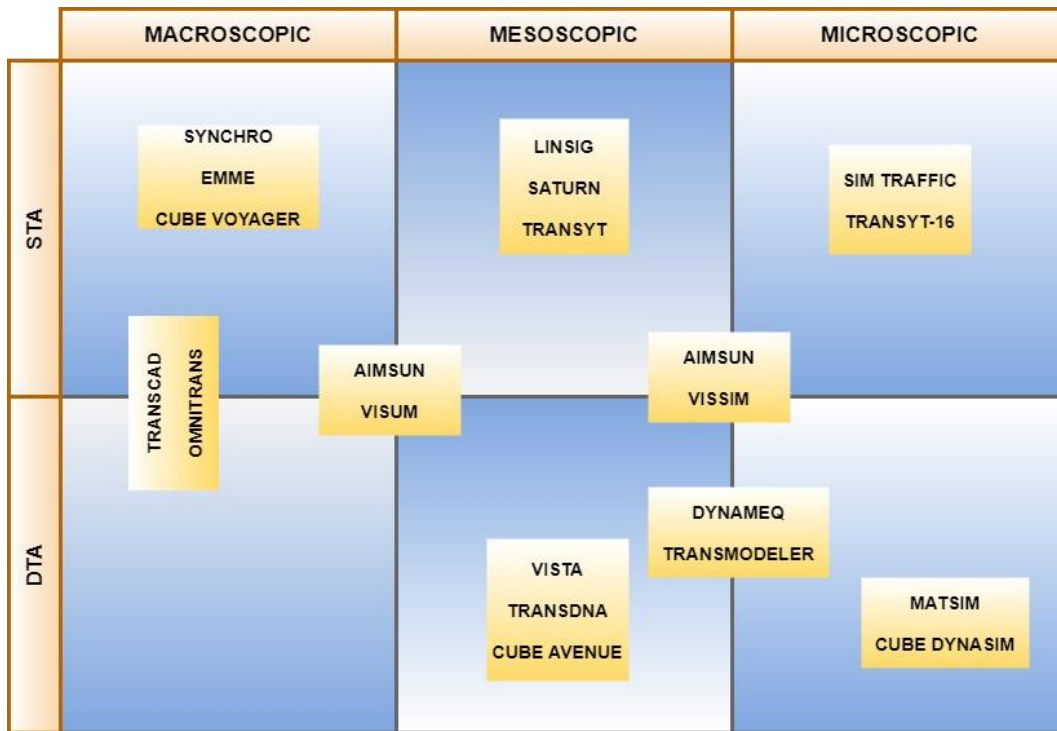 MACROSCOPIC
MESOSCOPIC
MICROSCOPIC
STA
SYNCHRO
EMME
CUBE VOYAGER
LINSIG
SATURN
TRANSYT
SIM TRAFFIC
TRANSYT-16
TRANSCAD
OMNITRANS
AIMSUN
VISUM
AIMSUN
VISSIM
DTA
DYNAMEQ
TRANSMODELER
VISTA
TRANSDNA
CUBE AVENUE
MATSIM
CUBE DYNASIM